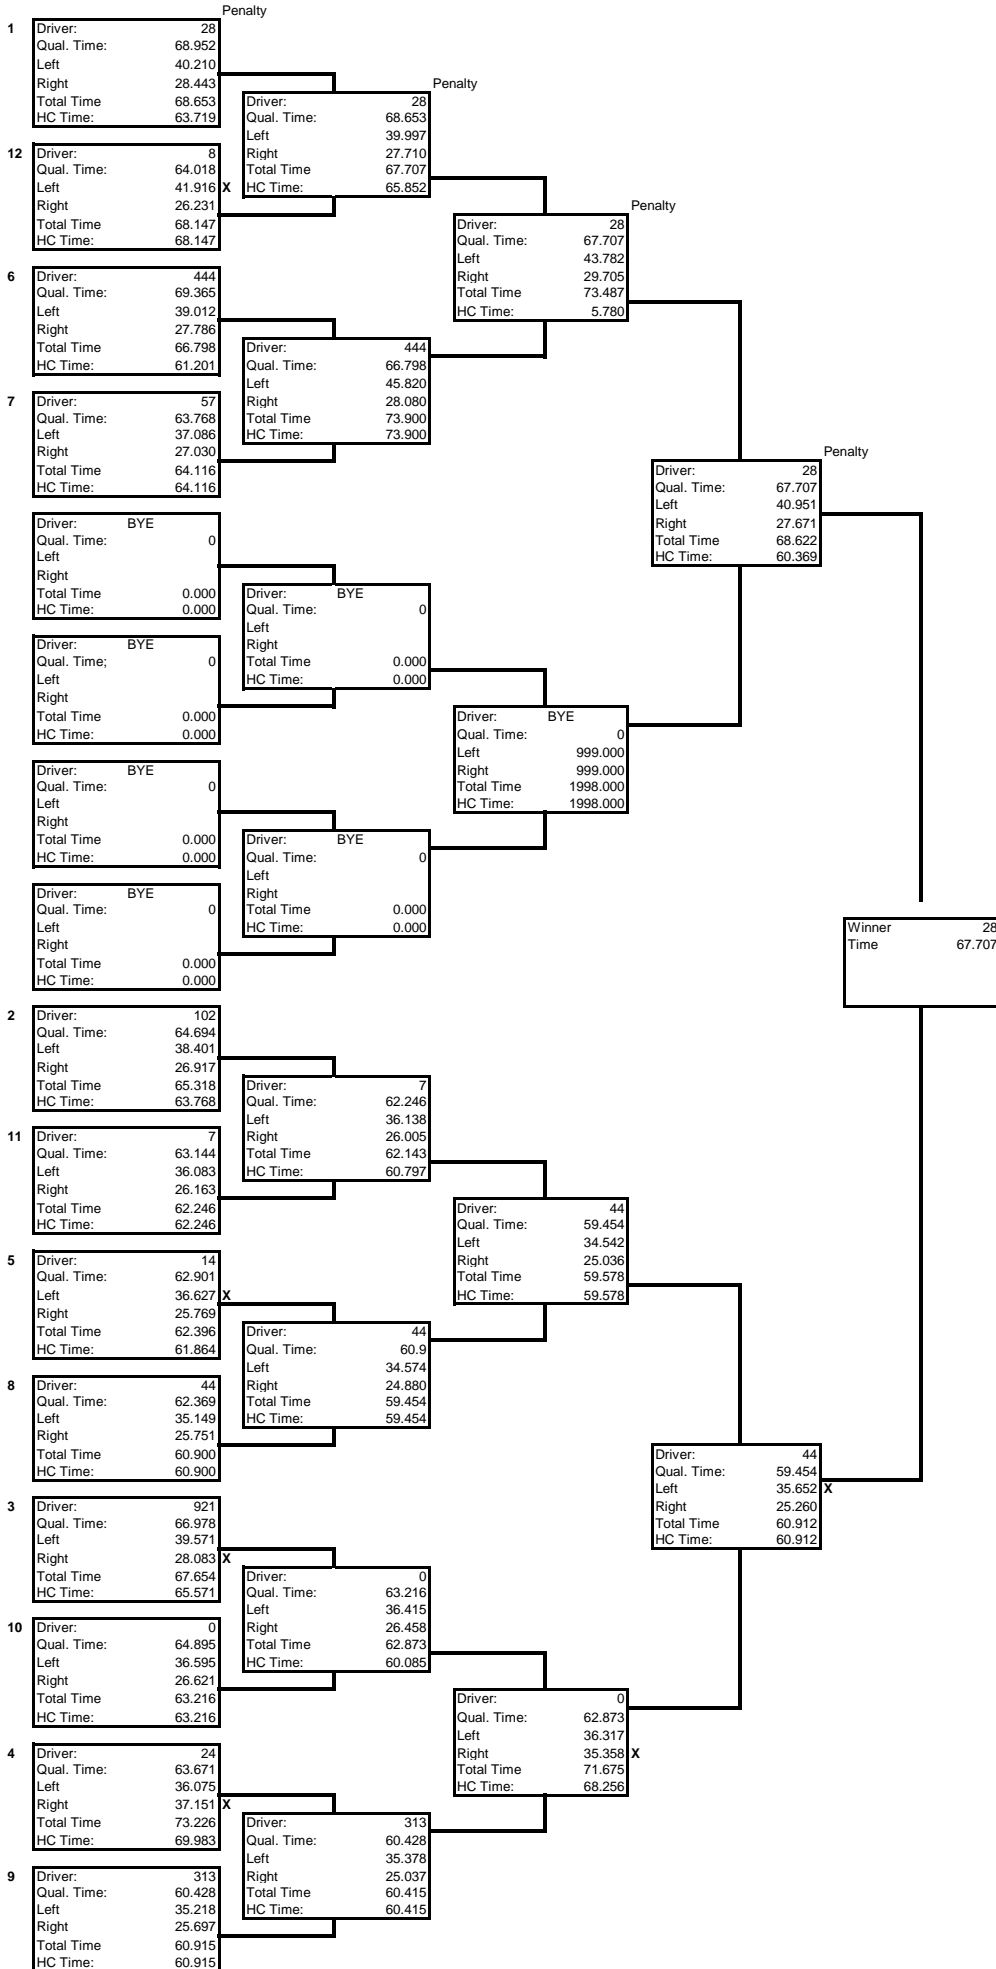 Penalty
1
Driver: 28
Qual. Time: 68.952
Left 40.210
Right 28.443
Total Time 68.653
HC Time: 63.719
12
Driver: 8
Qual. Time: 64.018
Left 41.916 X
Right 26.231
Total Time 68.147
HC Time: 68.147
6
Driver: 444
Qual. Time: 69.365
Left 39.012
Right 27.786
Total Time 66.798
HC Time: 61.201
7
Driver: 57
Qual. Time: 63.768
Left 37.086
Right 27.030
Total Time 64.116
HC Time: 64.116
Driver: BYE
Qual. Time: 0
Left
Right
Total Time 0.000
HC Time: 0.000
Driver: BYE
Qual. Time; 0
Left
Right
Total Time 0.000
HC Time: 0.000
Driver: BYE
Qual. Time: 0
Left
Right
Total Time 0.000
HC Time: 0.000
Driver: BYE
Qual. Time: 0
Left
Right
Total Time 0.000
HC Time: 0.000
2
Driver: 102
Qual. Time: 64.694
Left 38.401
Right 26.917
Total Time 65.318
HC Time: 63.768
11
Driver: 7
Qual. Time: 63.144
Left 36.083
Right 26.163
Total Time 62.246
HC Time: 62.246
5
Driver: 14
Qual. Time: 62.901
Left 36.627 X
Right 25.769
Total Time 62.396
HC Time: 61.864
8
Driver: 44
Qual. Time: 62.369
Left 35.149
Right 25.751
Total Time 60.900
HC Time: 60.900
3
Driver: 921
Qual. Time: 66.978
Left 39.571
Right 28.083 X
Total Time 67.654
HC Time: 65.571
10
Driver: 0
Qual. Time: 64.895
Left 36.595
Right 26.621
Total Time 63.216
HC Time: 63.216
4
Driver: 24
Qual. Time: 63.671
Left 36.075
Right 37.151 X
Total Time 73.226
HC Time: 69.983
9
Driver: 313
Qual. Time: 60.428
Left 35.218
Right 25.697
Total Time 60.915
HC Time: 60.915
Penalty
Driver: 28
Qual. Time: 68.653
Left 39.997
Right 27.710
Total Time 67.707
HC Time: 65.852
Driver: 444
Qual. Time: 66.798
Left 45.820
Right 28.080
Total Time 73.900
HC Time: 73.900
Driver: BYE
Qual. Time: 0
Left
Right
Total Time 0.000
HC Time: 0.000
Driver: BYE
Qual. Time: 0
Left
Right
Total Time 0.000
HC Time: 0.000
Driver: 7
Qual. Time: 62.246
Left 36.138
Right 26.005
Total Time 62.143
HC Time: 60.797
Driver: 44
Qual. Time: 60.9
Left 34.574
Right 24.880
Total Time 59.454
HC Time: 59.454
Driver: 0
Qual. Time: 63.216
Left 36.415
Right 26.458
Total Time 62.873
HC Time: 60.085
Driver: 313
Qual. Time: 60.428
Left 35.378
Right 25.037
Total Time 60.415
HC Time: 60.415
Penalty
Driver: 28
Qual. Time: 67.707
Left 43.782
Right 29.705
Total Time 73.487
HC Time: 5.780
Driver: BYE
Qual. Time: 0
Left 999.000
Right 999.000
Total Time 1998.000
HC Time: 1998.000
Driver: 44
Qual. Time: 59.454
Left 34.542
Right 25.036
Total Time 59.578
HC Time: 59.578
Driver: 0
Qual. Time: 62.873
Left 36.317
Right 35.358 X
Total Time 71.675
HC Time: 68.256
Penalty
Driver: 28
Qual. Time: 67.707
Left 40.951
Right 27.671
Total Time 68.622
HC Time: 60.369
Driver: 44
Qual. Time: 59.454
Left 35.652 X
Right 25.260
Total Time 60.912
HC Time: 60.912
Winner 28
Time 67.707